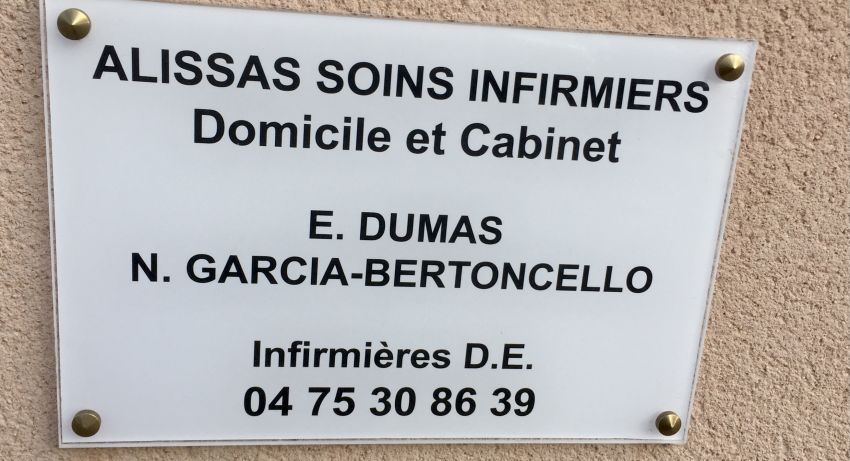 ALISSAS SOINS INFIRMIERS
Domicile et Cabinet
E. DUMAS
N. GARCIA-BERTONCELLO
Infirmières D.E.
04 75 30 86 39